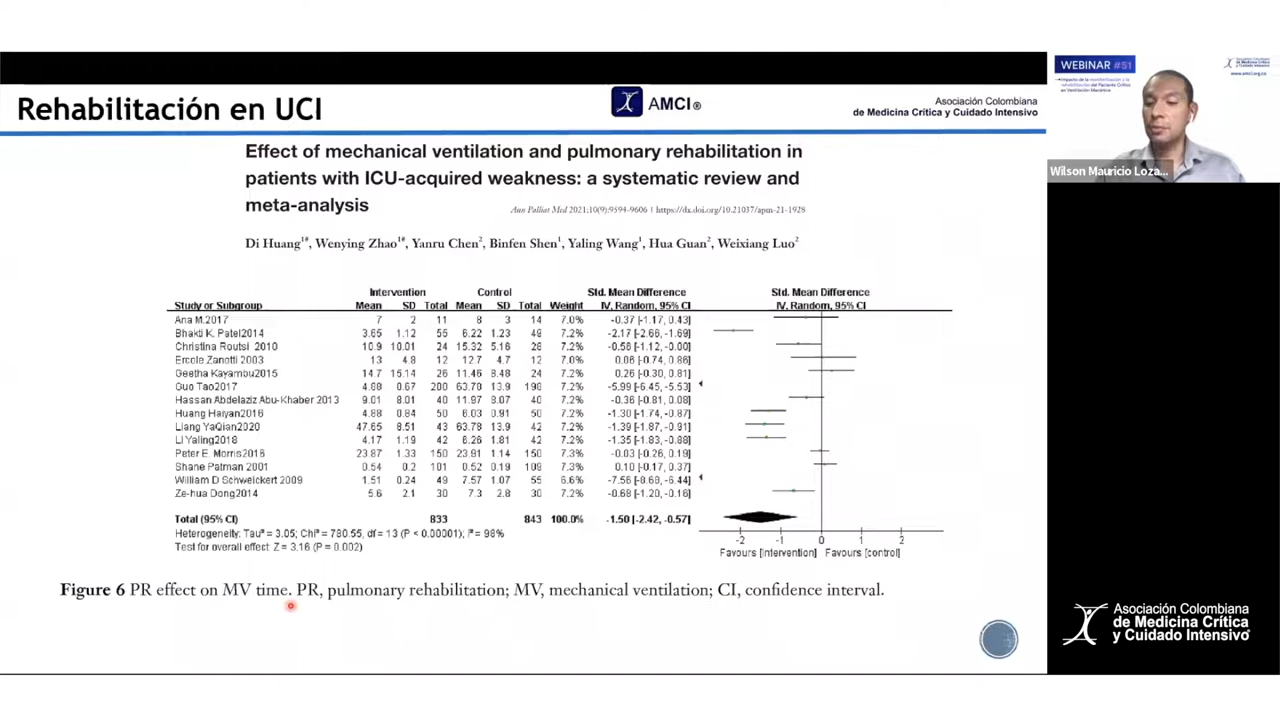 Rehabilitación en UCI
AMCI®
Asociación Colombiana
de Medicina Crítica y Cuidado Intensivo
Effect of mechanical ventilation and pulmonary rehabilitation in
patients with ICU-acquired weakness: a systematic review and
meta-analysis
Ann Palliat Med 2021;10(9):9594-9606 | https://dx.doi.org/10.21037/apm-21-1928
Di Huang1#, Wenying Zhao1#, Yanru Chen2, Binfen Shen1, Yaling Wang1, Hua Guan2, Weixiang Luo2
Intervention Control Std. Mean Difference Std. Mean Difference
Study or Subgroup Mean SD Total Mean SD Total Weight IV, Random, 95% CI IV, Random, 95% CI
Ana M.2017 7 2 11 8 3 14 7.0% -0.37 [-1.17, 0.43]
Bhakti K. Patel2014 3.65 1.12 55 6.22 1.23 49 7.2% -2.17 [-2.66, -1.69]
Christina Routsi 2010 10.9 10.01 24 15.32 5.16 28 7.2% -0.56 [-1.12, -0.00]
Ercole Zanotti 2003 13 4.8 12 12.7 4.7 12 7.0% 0.06 [-0.74, 0.86]
Geetha Kayambu2015 14.7 15.14 26 11.46 8.48 24 7.2% 0.26 [-0.30, 0.81]
Guo Tao2017 4.88 0.67 200 63.78 13.9 198 7.2% -5.99 [-6.45, -5.53]
Hassan Abdelaziz Abu-Khaber 2013 9.01 8.01 40 11.97 8.07 40 7.2% -0.36 [-0.81, 0.08]
Huang Haiyan2016 4.88 0.84 50 6.03 0.91 50 7.2% -1.30 [-1.74, -0.87]
Liang YaQian2020 47.65 8.51 43 63.78 13.9 42 7.2% -1.39 [-1.87, -0.91]
Li Yaling2018 4.17 1.19 42 6.26 1.81 42 7.2% -1.35 [-1.83, -0.88]
Peter E. Morris2016 23.87 1.33 150 23.91 1.14 150 7.3% -0.03 [-0.26, 0.19]
Shane Patman 2001 0.54 0.2 101 0.52 0.19 109 7.3% 0.10 [-0.17, 0.37]
William D Schweickert 2009 1.51 0.24 49 7.57 1.07 55 6.6% -7.56 [-8.68, -6.44]
Ze-hua Dong2014 5.6 2.1 30 7.3 2.8 30 7.2% -0.68 [-1.20, -0.16]
Total (95% CI) 833 843 100.0% -1.50 [-2.42, -0.57]
Heterogeneity: Tau² = 3.05; Chi² = 780.55, df = 13 (P < 0.00001); I² = 98%
Test for overall effect: Z = 3.16 (P = 0.002)
-2 -1 0 1 2
Favours [intervention] Favours [control]
Figure 6 PR effect on MV time. PR, pulmonary rehabilitation; MV, mechanical ventilation; CI, confidence interval.
WEBINAR #51
Impacto de la monitorización y la
rehabilitación del Paciente Crítico
en Ventilación Mecánica
www.amci.org.co
Wilson Mauricio Loza...
Asociación Colombiana
de Medicina Crítica
y Cuidado Intensivo